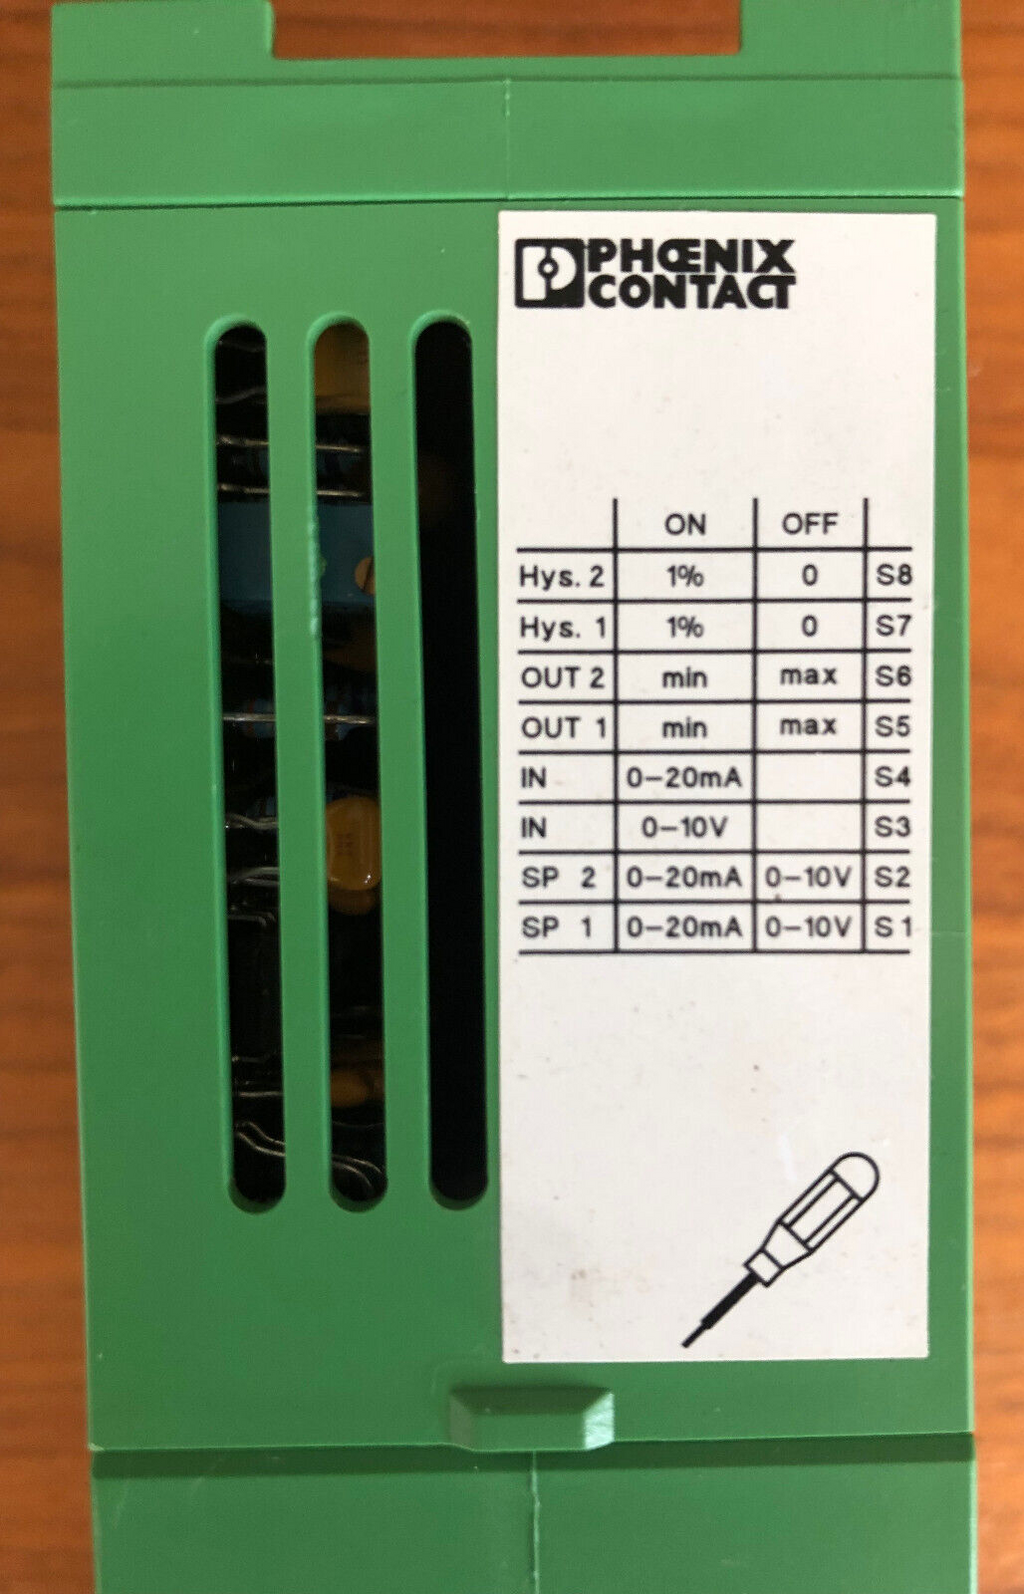 PHŒNIX
CONTACT
ON OFF
Hys. 2 1% 0 S8
Hys. 1 1% 0 S7
OUT 2 min max S6
OUT 1 min max S5
IN 0-20mA S4
IN 0-10V S3
SP 2 0-20mA 0-10V S2
SP 1 0-20mA 0-10V S1